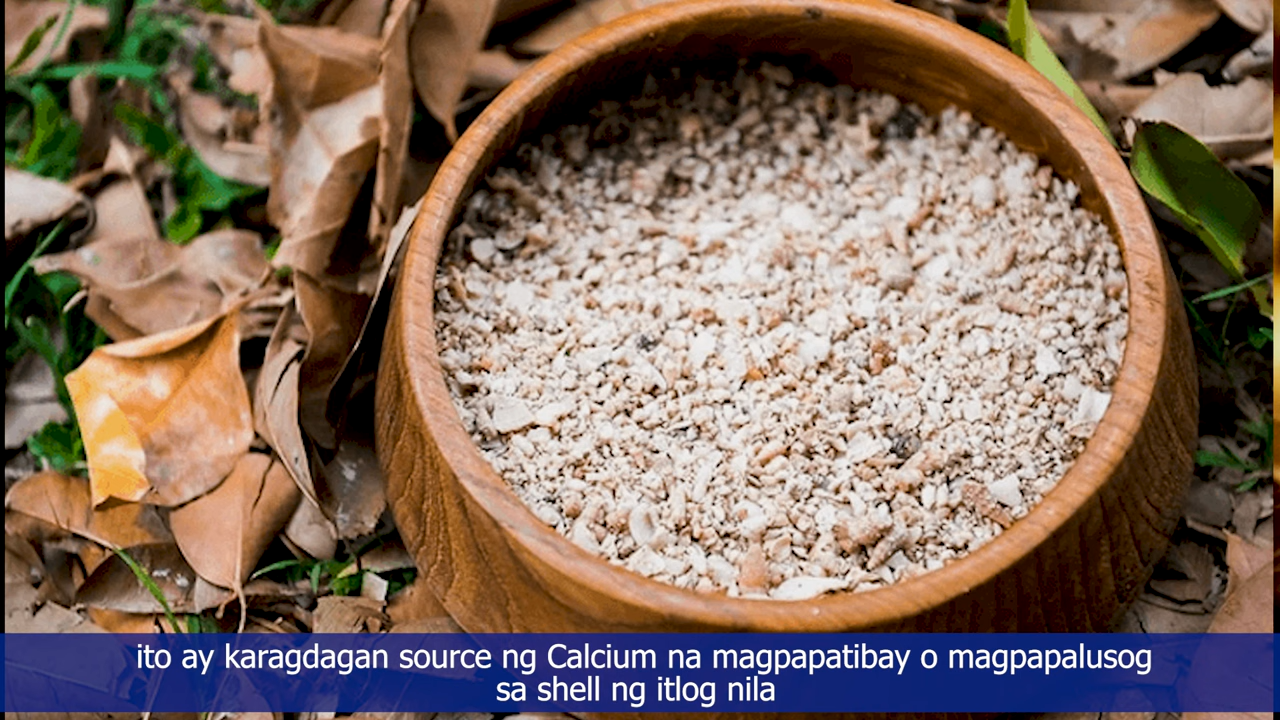 ito ay karagdagan source ng Calcium na magpapatibay o magpapalusog
sa shell ng itlog nila